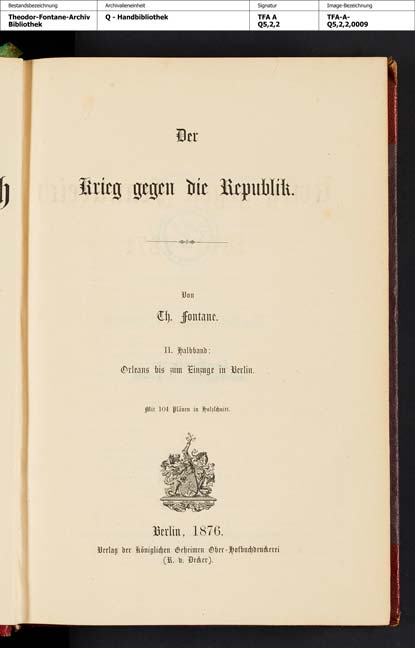 Bestandsbezeichnung
Theodor-Fontane-Archiv
Bibliothek
Archivalieneinheit
Q - Handbibliothek
Signatur
TFA A
Q5,2,2
Image-Bezeichnung
TFA-A-
Q5,2,2,0009
h
Der
Krieg gegen die Republik.
Von
Th. Fontane.
II. Halbband:
Orleans bis zum Einzuge in Berlin.
Mit 104 Plänen in Holzschnitt.
Berlin, 1876.
Verlag der Königlichen Geheimen Ober-Hofbuchdruckerei
(R. v. Decker).